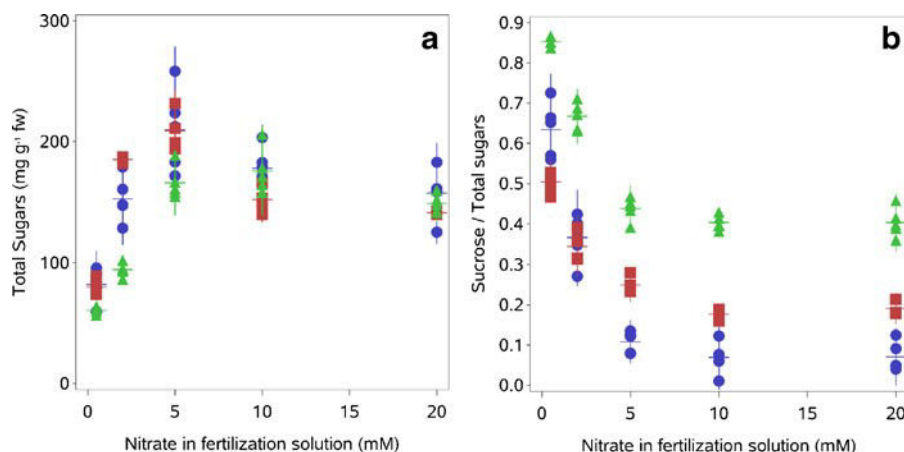 a
300
200
100
0
Total Sugars (mg g⁻¹ fw)
0 5 10 15 20
Nitrate in fertilization solution (mM)
b
0.9
0.8
0.7
0.6
0.5
0.4
0.3
0.2
0.1
0.0
Sucrose / Total sugars
0 5 10 15 20
Nitrate in fertilization solution (mM)